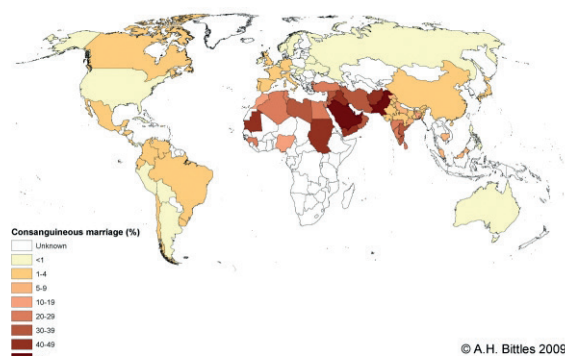 Consanguineous marriage (%)
Unknown
<1
1-4
5-9
10-19
20-29
30-39
40-49
© A.H. Bittles 2009